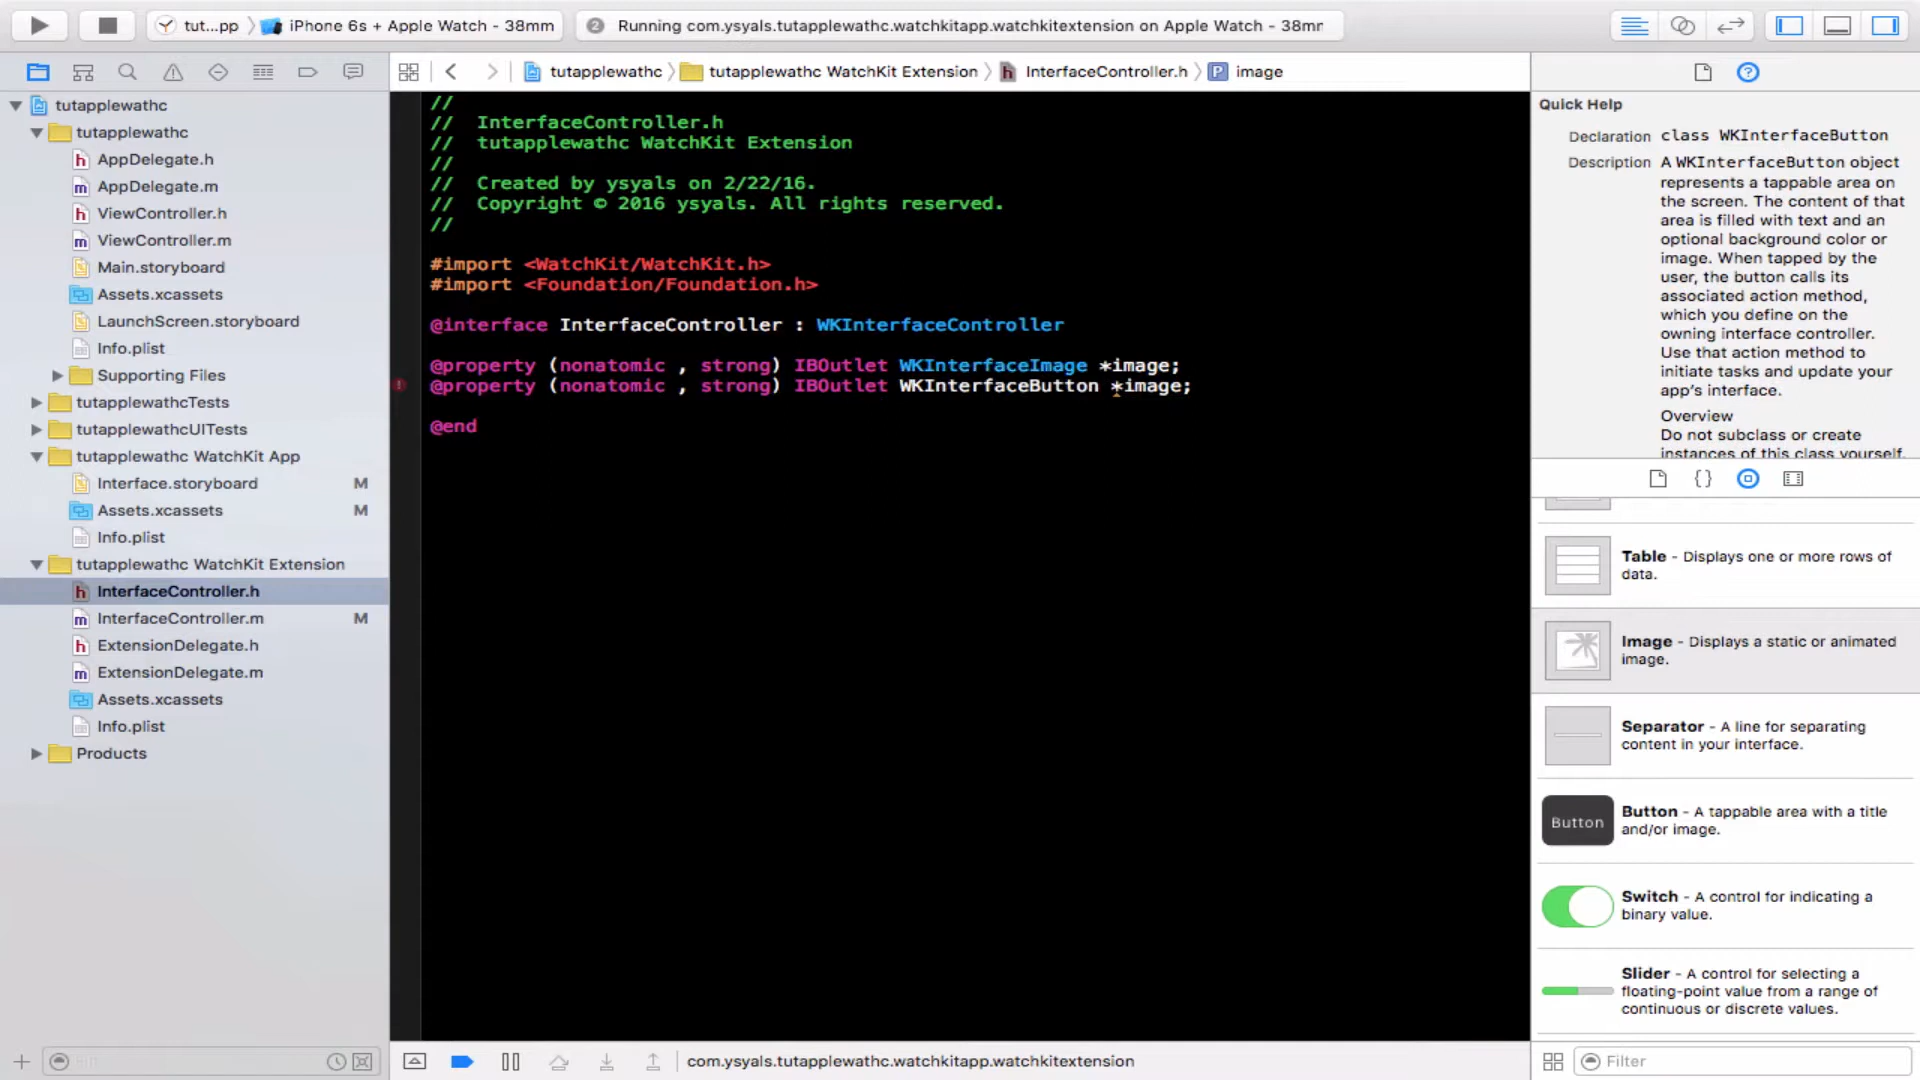 tut...pp iPhone 6s + Apple Watch - 38mm
2 Running com.ysyals.tutapplewathc.watchkitapp.watchkitextension on Apple Watch - 38mm
tutapplewathc tutapplewathc WatchKit Extension InterfaceController.h image
tutapplewathc
tutapplewathc
AppDelegate.h
AppDelegate.m
ViewController.h
ViewController.m
Main.storyboard
Assets.xcassets
LaunchScreen.storyboard
Info.plist
Supporting Files
tutapplewathcTests
tutapplewathcUITests
tutapplewathc WatchKit App
Interface.storyboard M
Assets.xcassets M
Info.plist
tutapplewathc WatchKit Extension
InterfaceController.h
InterfaceController.m M
ExtensionDelegate.h
ExtensionDelegate.m
Assets.xcassets
Info.plist
Products
//
// InterfaceController.h
// tutapplewathc WatchKit Extension
//
// Created by ysyals on 2/22/16.
// Copyright © 2016 ysyals. All rights reserved.
//
#import <WatchKit/WatchKit.h>
#import <Foundation/Foundation.h>
@interface InterfaceController : WKInterfaceController
@property (nonatomic , strong) IBOutlet WKInterfaceImage *image;
@property (nonatomic , strong) IBOutlet WKInterfaceButton *image;
@end
com.ysyals.tutapplewathc.watchkitapp.watchkitextension
Quick Help
Declaration class WKInterfaceButton
Description A WKInterfaceButton object
represents a tappable area on
the screen. The content of that
area is filled with text and an
optional background color or
image. When tapped by the
user, the button calls its
associated action method,
which you define on the
owning interface controller.
Use that action method to
initiate tasks and update your
app's interface.
Overview
Do not subclass or create
instances of this class yourself.
{ }
Table - Displays one or more rows of
data.
Image - Displays a static or animated
image.
Separator - A line for separating
content in your interface.
Button
Button - A tappable area with a title
and/or image.
Switch - A control for indicating a
binary value.
Slider - A control for selecting a
floating-point value from a range of
continuous or discrete values.
Filter